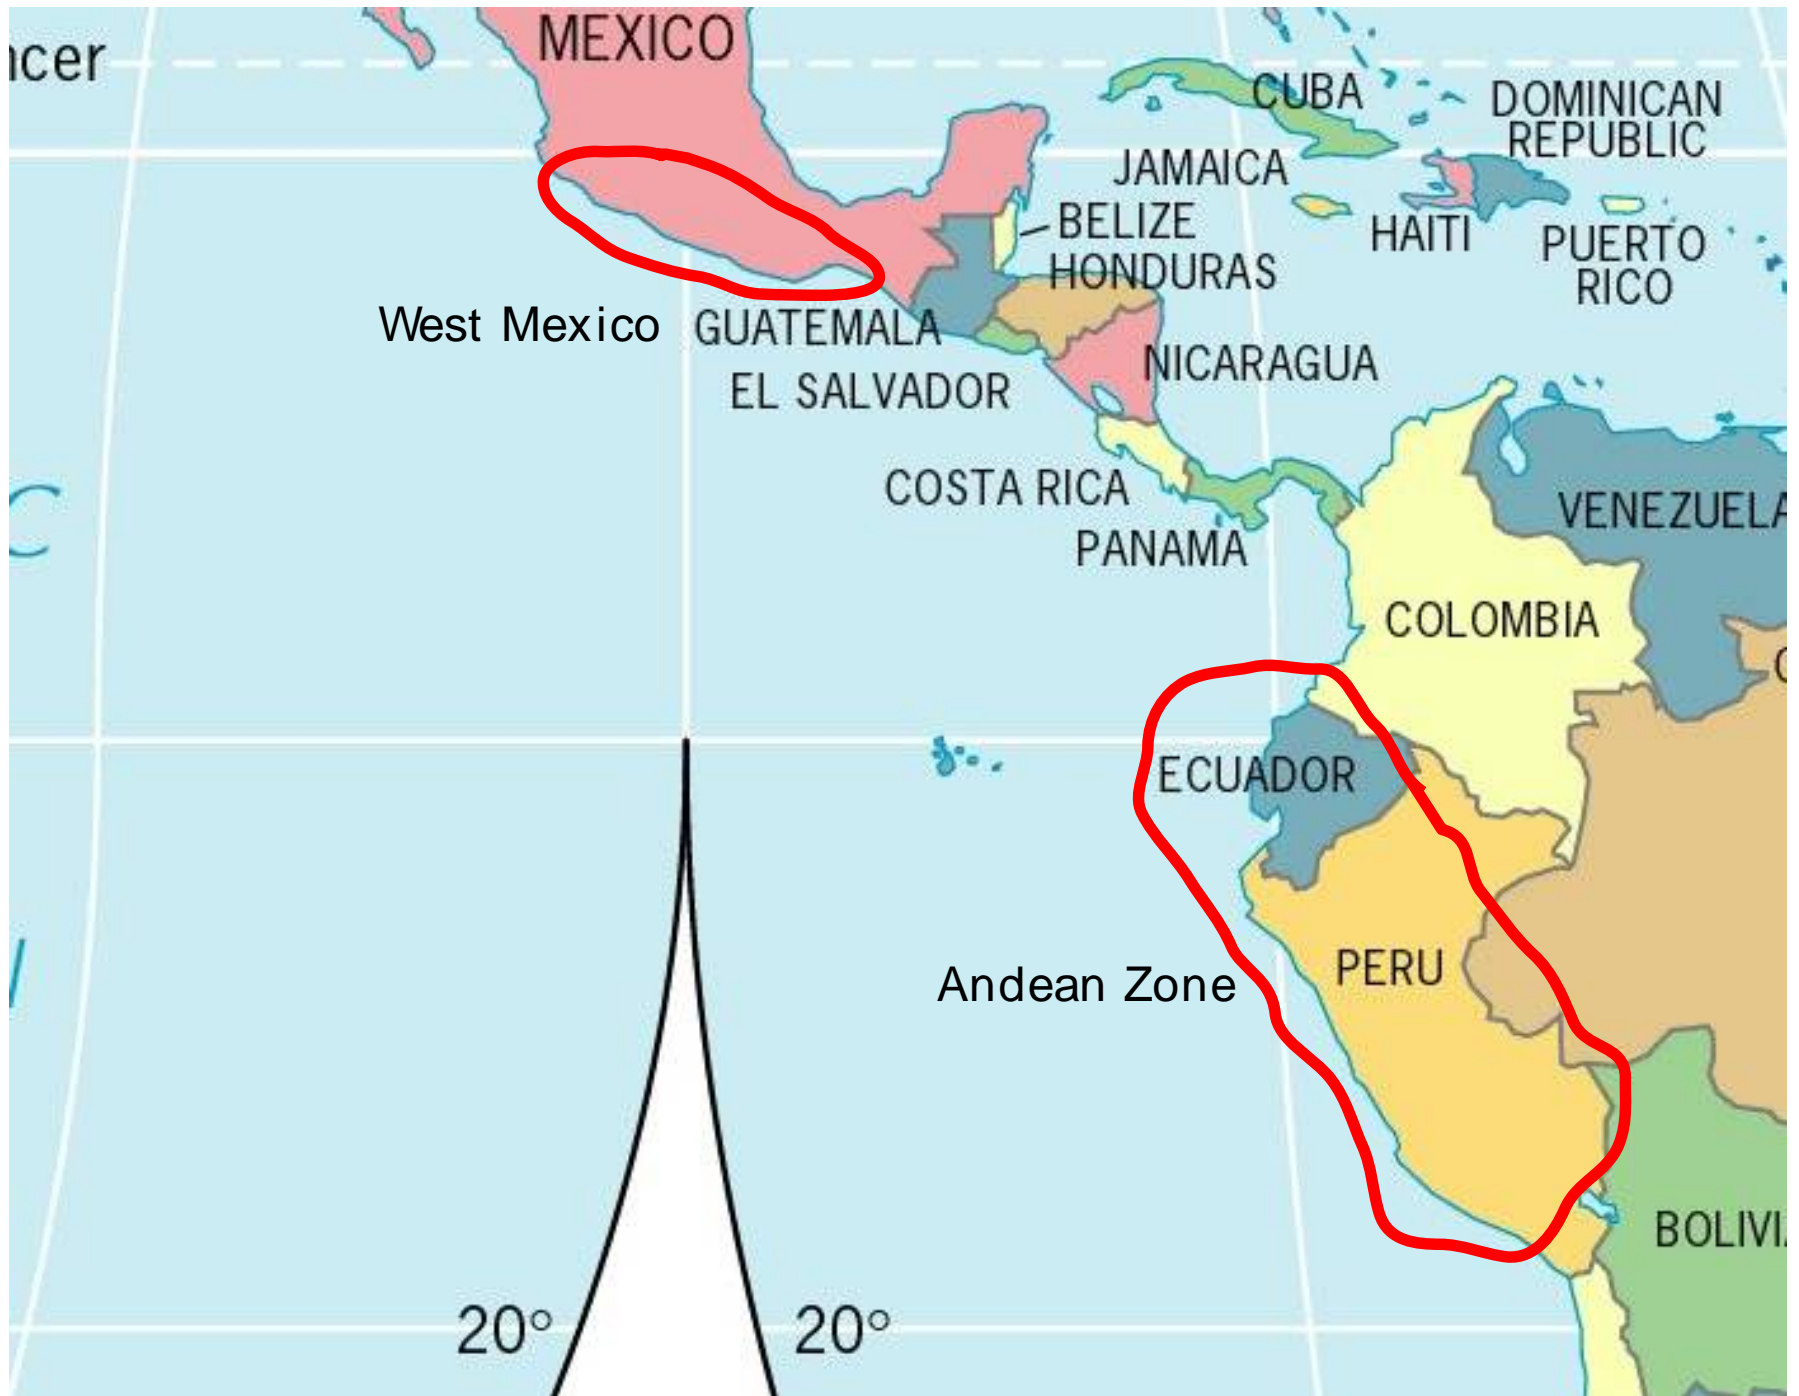 MEXICO
ncer
CUBA
DOMINICAN
REPUBLIC
JAMAICA
BELIZE
HAITI
PUERTO
RICO
HONDURAS
West Mexico
GUATEMALA
NICARAGUA
EL SALVADOR
COSTA RICA
VENEZUELA
C
PANAMA
COLOMBIA
G
ECUADOR
PERU
Andean Zone
BOLIVI
20°
20°